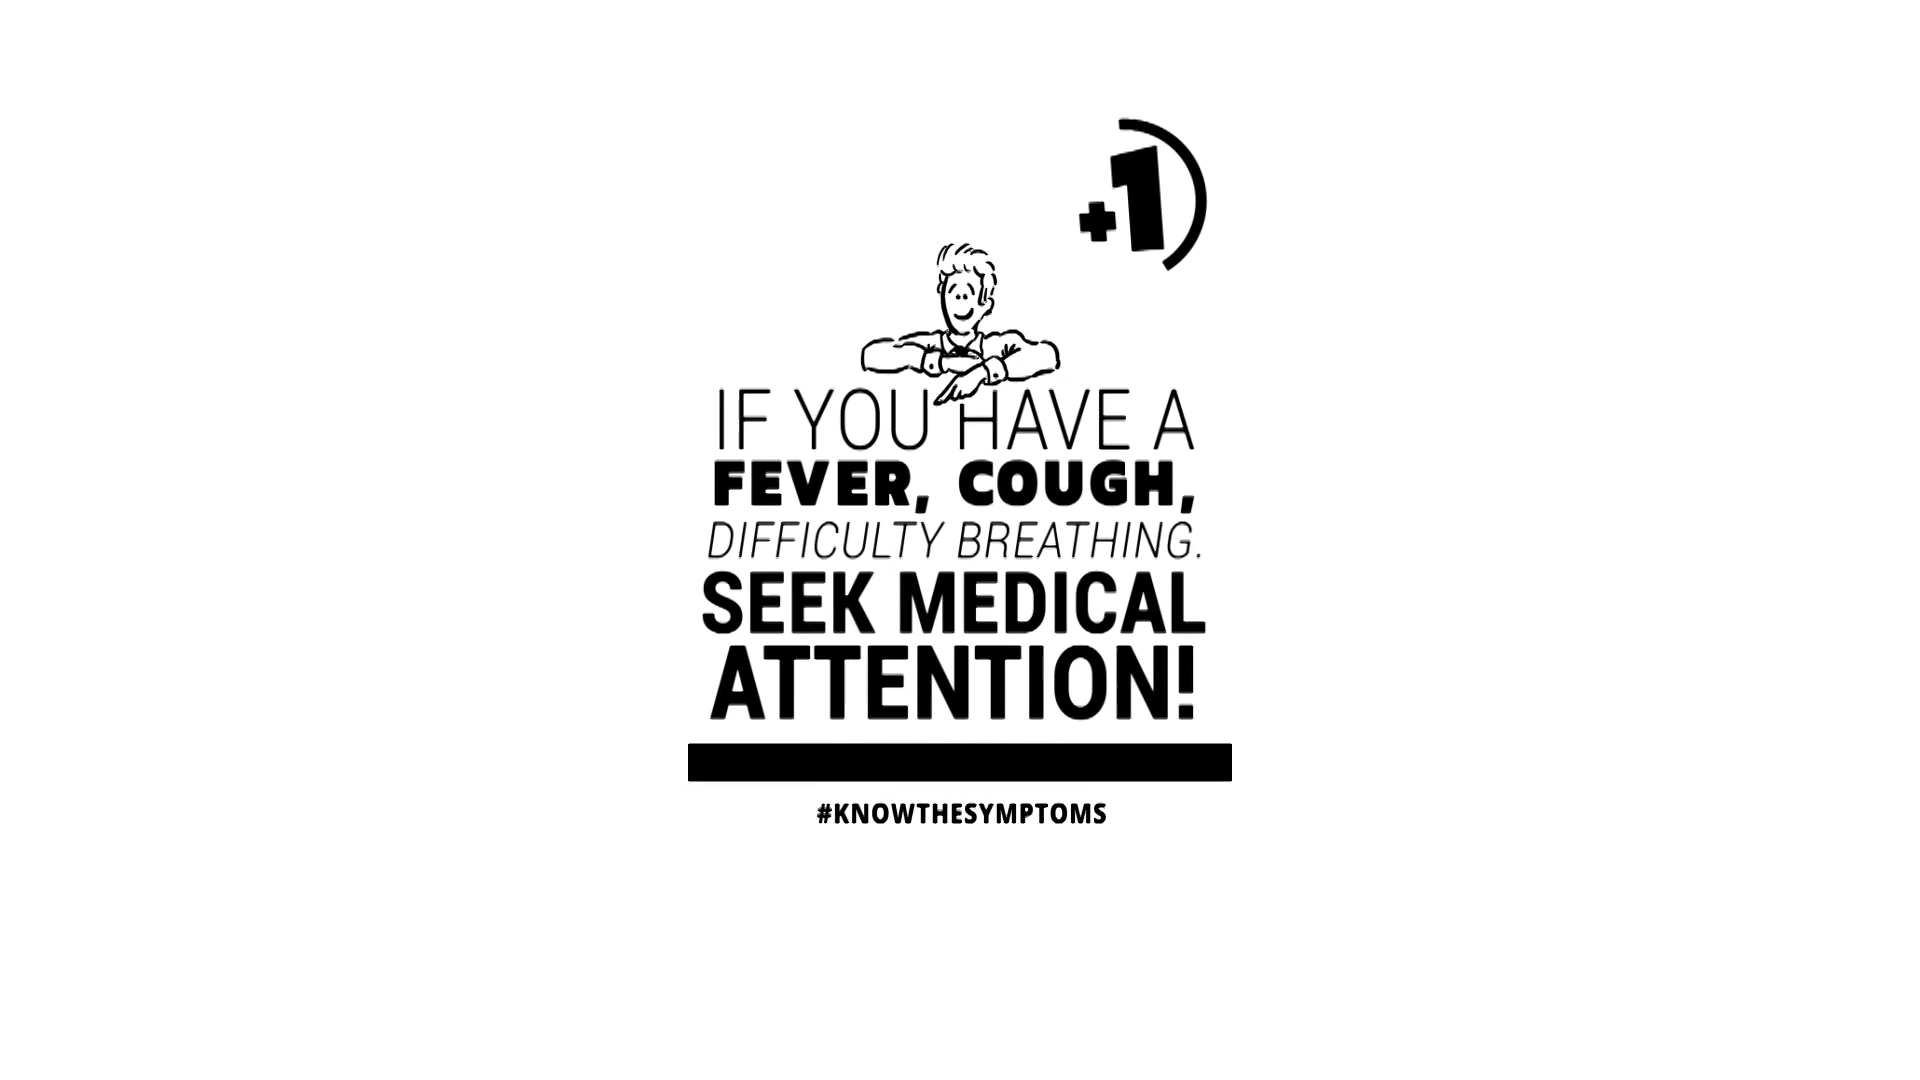 +1
IF YOU HAVE A
FEVER, COUGH,
DIFFICULTY BREATHING.
SEEK MEDICAL
ATTENTION!
#KNOWTHESYMPTOMS